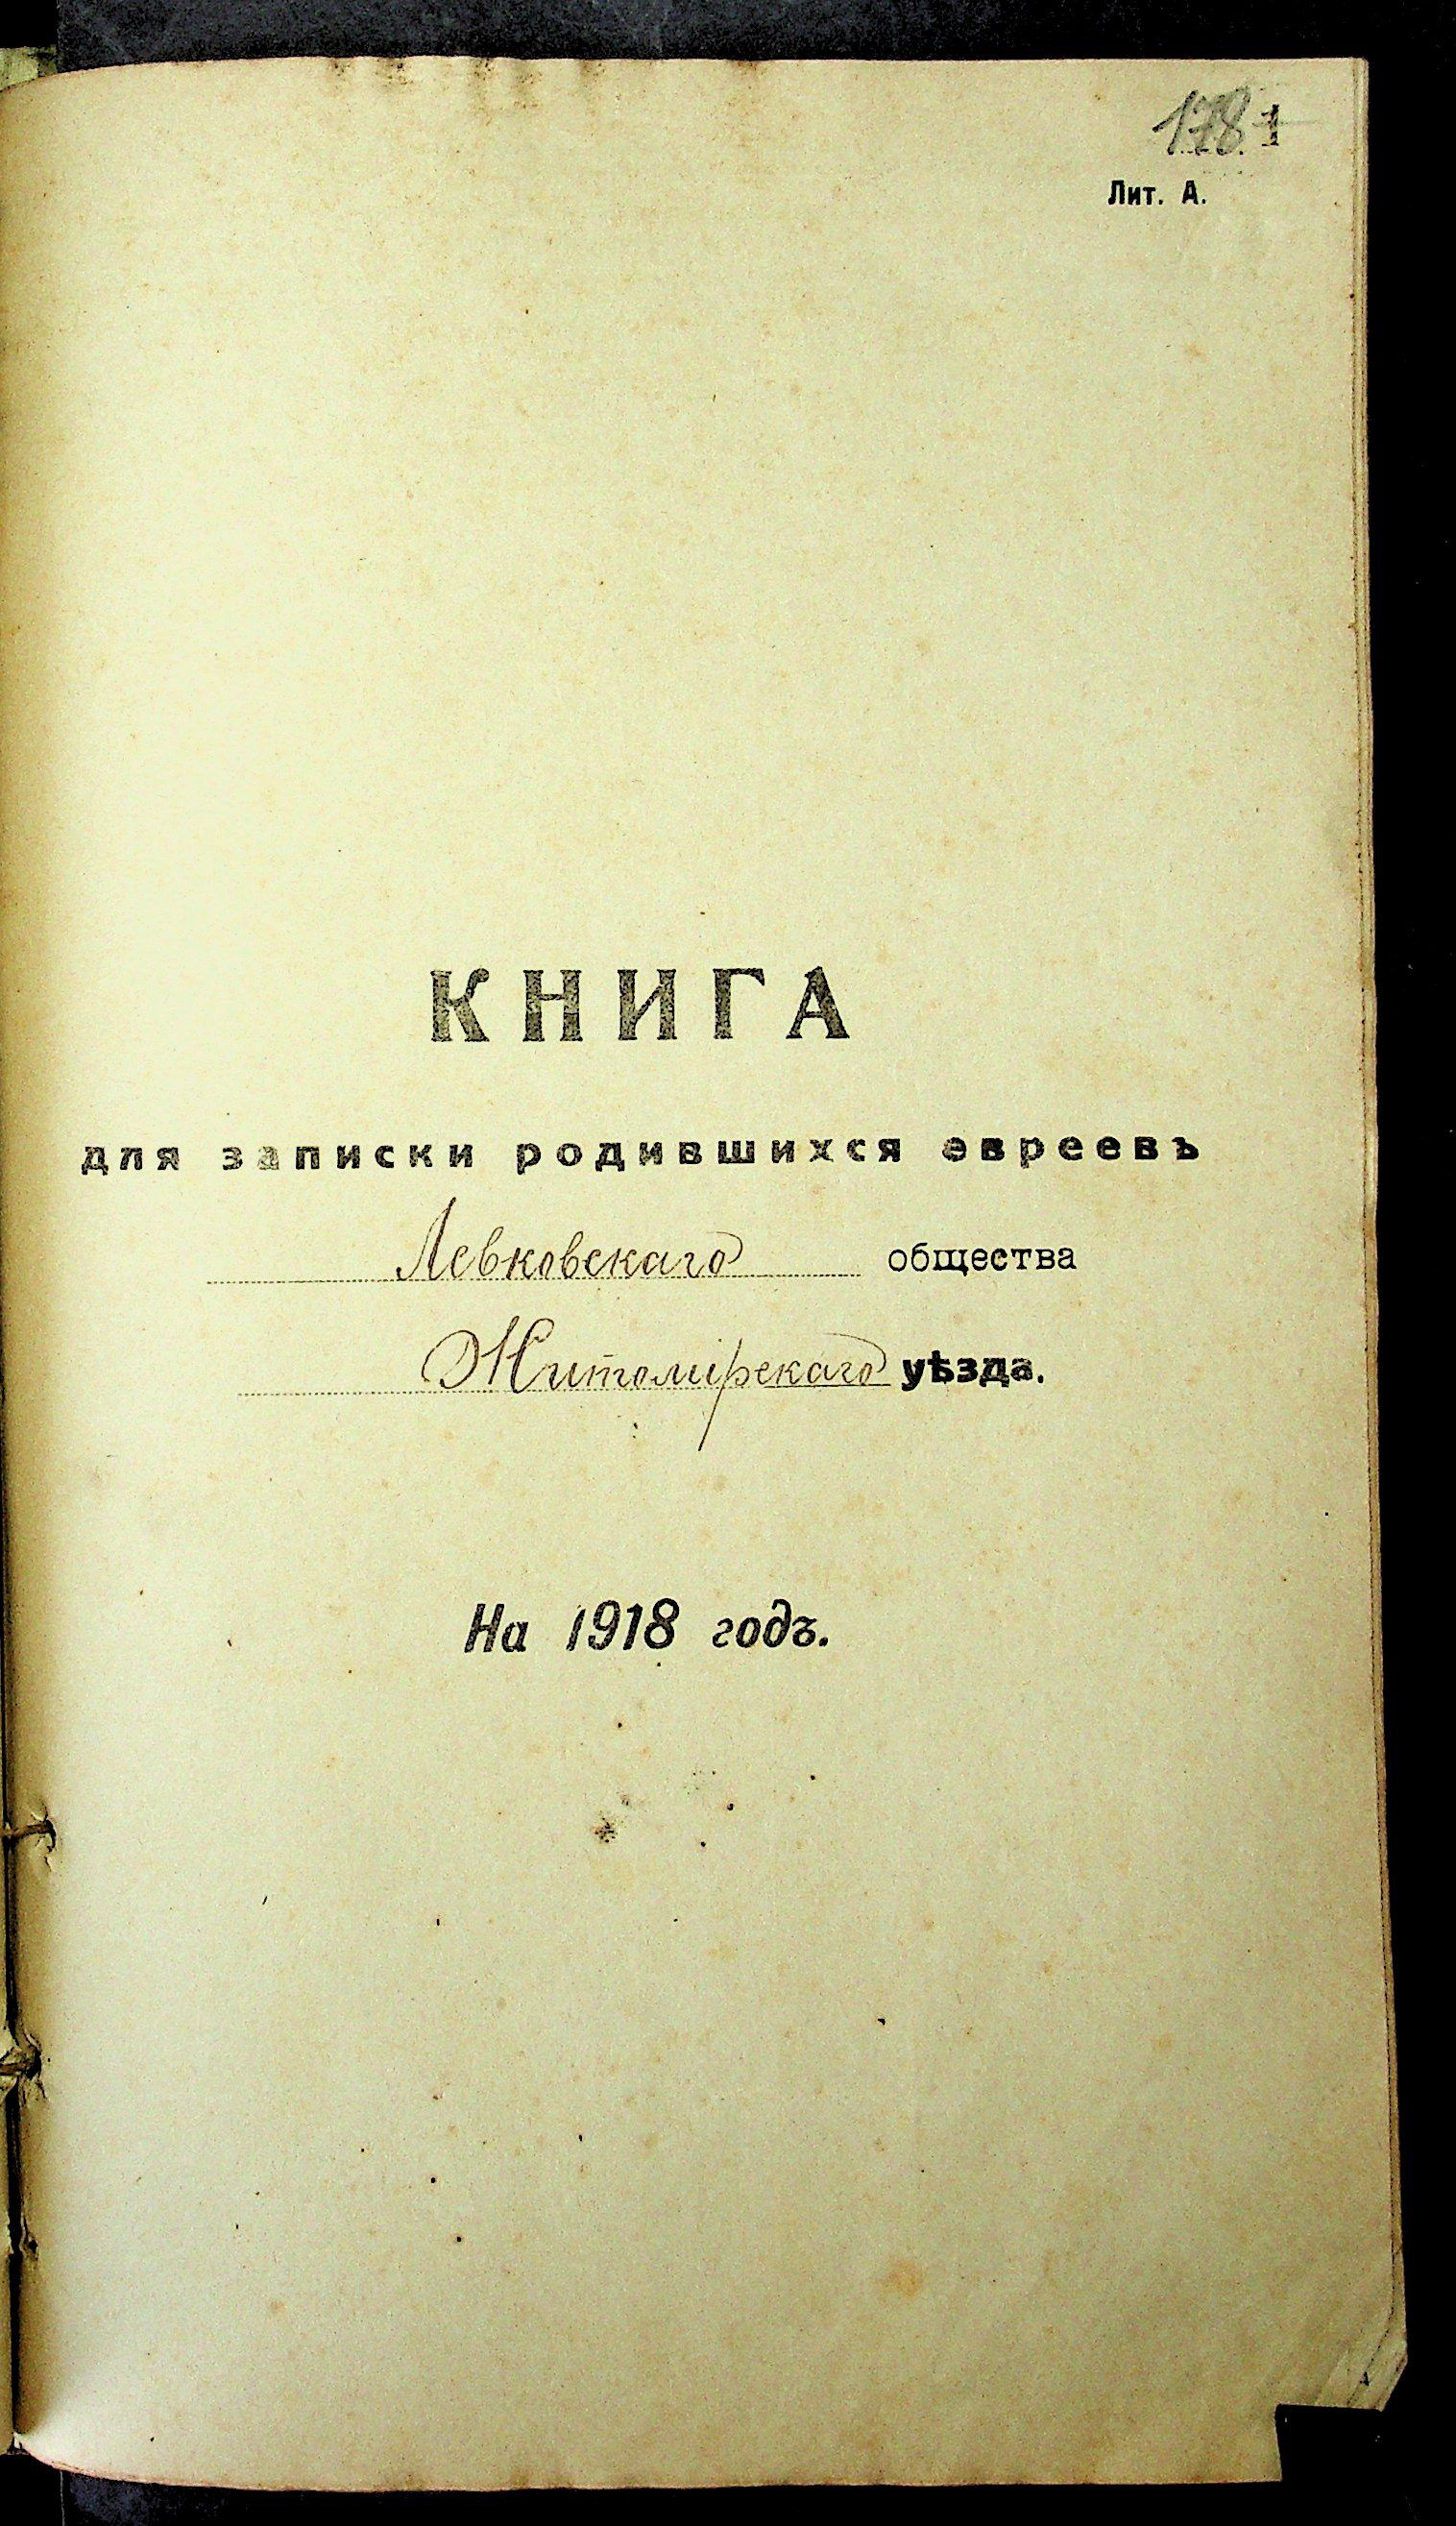 178 1
Лит. А.
КНИГА
для записки родившихся евреевъ
Левковскаго общества
Житомірскаго уѣзда.
На 1918 годъ.